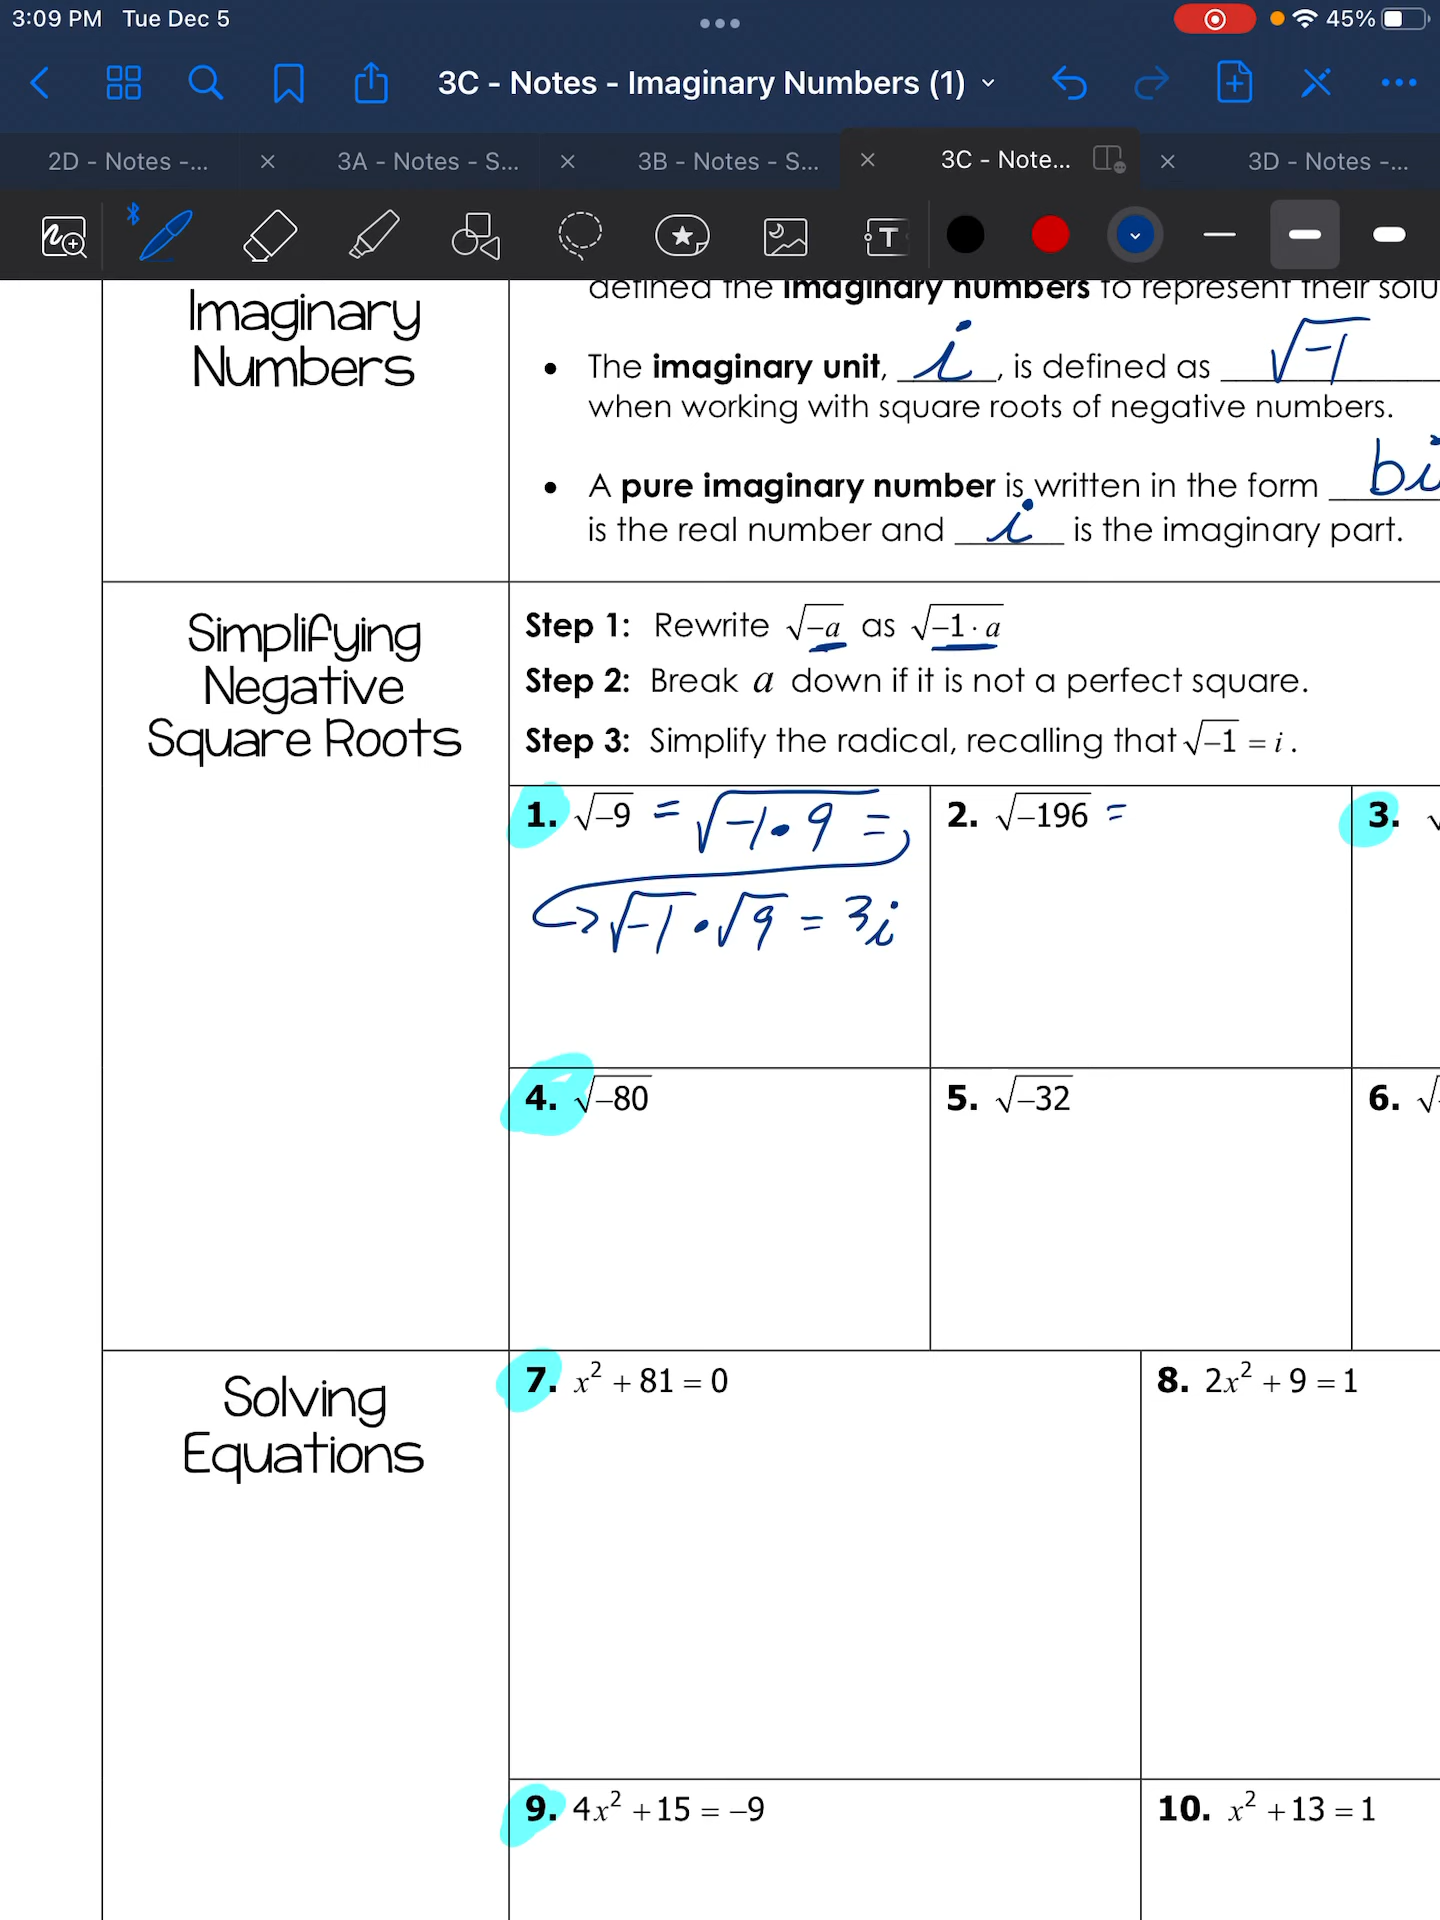 3:09 PM Tue Dec 5
45%
3C - Notes - Imaginary Numbers (1)
2D - Notes -...
3A - Notes - S...
3B - Notes - S...
3C - Note...
3D - Notes -...
T
Imaginary
Numbers
defined the imaginary numbers to represent their solu
• The imaginary unit, i, is defined as √-1
when working with square roots of negative numbers.
• A pure imaginary number is written in the form bi
is the real number and i is the imaginary part.
Simplifying
Negative
Square Roots
Step 1: Rewrite √−a as √−1·a
Step 2: Break a down if it is not a perfect square.
Step 3: Simplify the radical, recalling that √−1 = i.
1. √−9 = √-1•9 =
√-1 • √9 = 3i
2. √−196 =
3. √
4. √−80
5. √−32
6. √
Solving
Equations
7. x² + 81 = 0
8. 2x² + 9 = 1
9. 4x² + 15 = −9
10. x² + 13 = 1